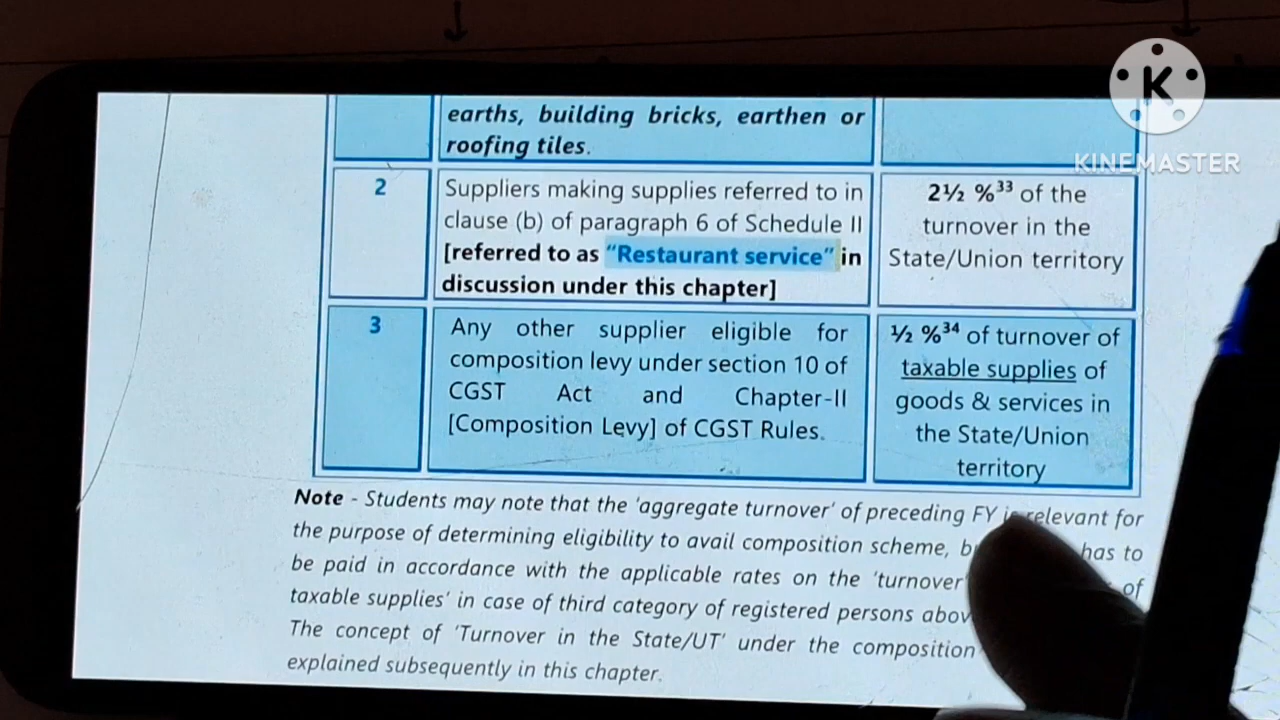 K
KINEMASTER
earths, building bricks, earthen or
roofing tiles.
2
Suppliers making supplies referred to in
clause (b) of paragraph 6 of Schedule II
[referred to as “Restaurant service” in
discussion under this chapter]
2½ %33 of the
turnover in the
State/Union territory
3
Any other supplier eligible for
composition levy under section 10 of
CGST Act and Chapter-II
[Composition Levy] of CGST Rules.
½ %34 of turnover of
taxable supplies of
goods & services in
the State/Union
territory
Note - Students may note that the 'aggregate turnover' of preceding FY is relevant for
the purpose of determining eligibility to avail composition scheme, has to
be paid in accordance with the applicable rates on the 'turnover' of
taxable supplies' in case of third category of registered persons
The concept of 'Turnover in the State/UT' under the composition
explained subsequently in this chapter.